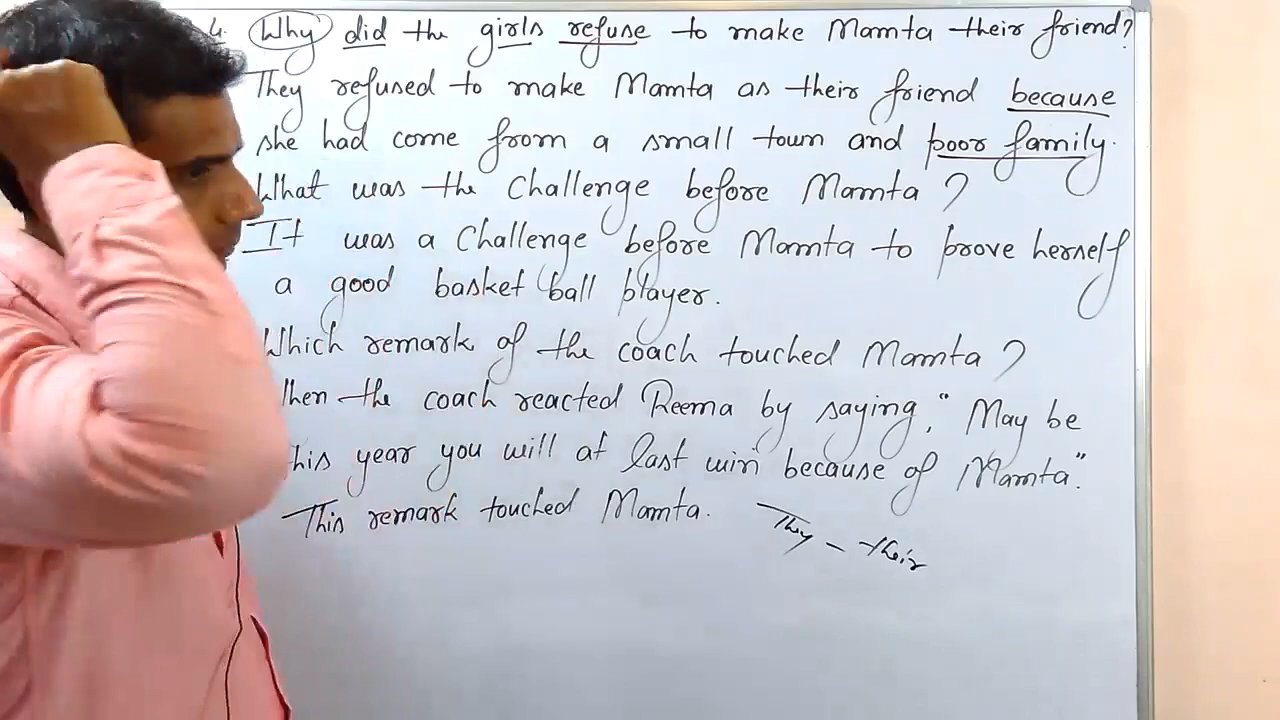 4. Why did the girls refuse to make Mamta their friend?
They refused to make Mamta as their friend because
she had come from a small town and poor family.
What was the Challenge before Mamta ?
It was a Challenge before Mamta to prove herself
a good basket ball player.
Which remark of the coach touched Mamta ?
the coach reacted Reema by saying, "May be
year you will at last win because of Mamta".
This remark touched Mamta.
They - their